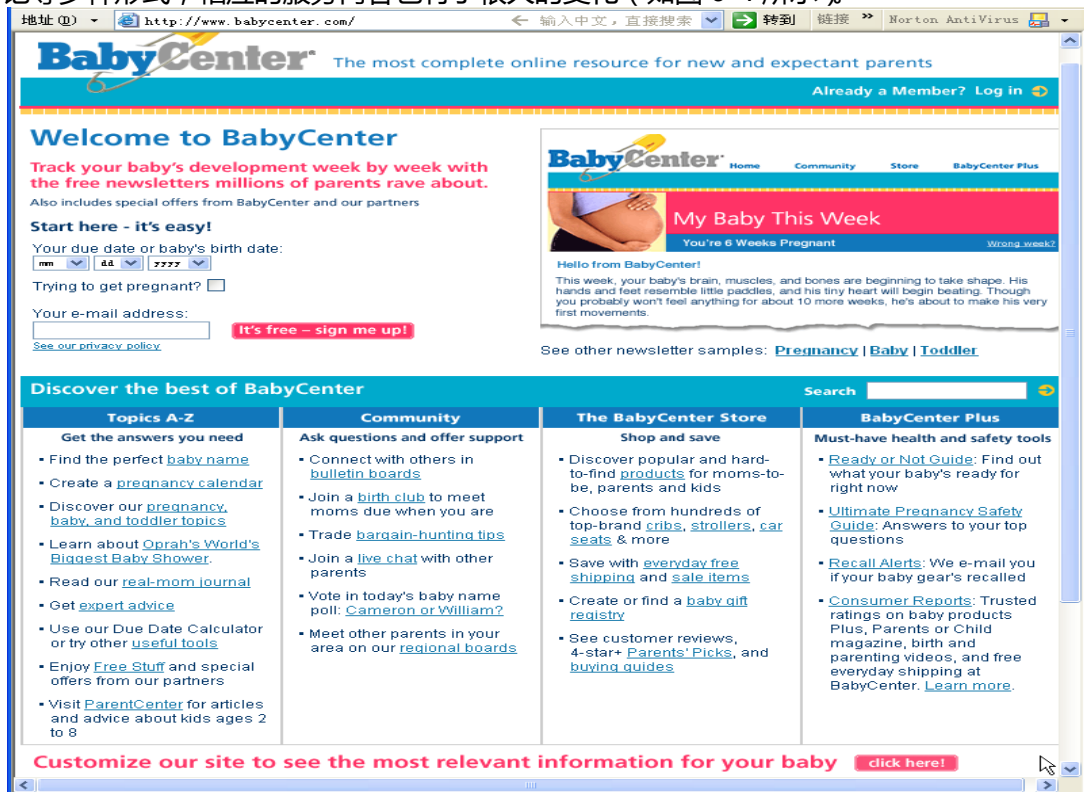 地址(D) http://www.babycenter.com/ ← 输入中文，直接搜索 转到 链接 » Norton AntiVirus
BabyCenter The most complete online resource for new and expectant parents
Already a Member? Log in
Welcome to BabyCenter
Track your baby's development week by week with
the free newsletters millions of parents rave about.
Also includes special offers from BabyCenter and our partners
Start here - it's easy!
Your due date or baby's birth date:
mm dd yyyy
Trying to get pregnant?
Your e-mail address:
It's free – sign me up!
See our privacy policy
BabyCenter Home Community Store BabyCenter Plus
My Baby This Week
You're 6 Weeks Pregnant Wrong week?
Hello from BabyCenter!
This week, your baby's brain, muscles, and bones are beginning to take shape. His
hands and feet resemble little paddles, and his tiny heart will begin beating. Though
you probably won't feel anything for about 10 more weeks, he's about to make his very
first movements.
See other newsletter samples: Pregnancy | Baby | Toddler
Discover the best of BabyCenter
Search
Topics A-Z
Get the answers you need
▪ Find the perfect baby name
▪ Create a pregnancy calendar
▪ Discover our pregnancy,
baby, and toddler topics
▪ Learn about Oprah's World's
Biggest Baby Shower.
▪ Read our real-mom journal
▪ Get expert advice
▪ Use our Due Date Calculator
or try other useful tools
▪ Enjoy Free Stuff and special
offers from our partners
▪ Visit ParentCenter for articles
and advice about kids ages 2
to 8
Community
Ask questions and offer support
▪ Connect with others in
bulletin boards
▪ Join a birth club to meet
moms due when you are
▪ Trade bargain-hunting tips
▪ Join a live chat with other
parents
▪ Vote in today's baby name
poll: Cameron or William?
▪ Meet other parents in your
area on our regional boards
The BabyCenter Store
Shop and save
▪ Discover popular and hard-
to-find products for moms-to-
be, parents and kids
▪ Choose from hundreds of
top-brand cribs, strollers, car
seats & more
▪ Save with everyday free
shipping and sale items
▪ Create or find a baby gift
registry
▪ See customer reviews,
4-star+ Parents' Picks, and
buying guides
BabyCenter Plus
Must-have health and safety tools
▪ Ready or Not Guide: Find out
what your baby's ready for
right now
▪ Ultimate Pregnancy Safety
Guide: Answers to your top
questions
▪ Recall Alerts: We e-mail you
if your baby gear's recalled
▪ Consumer Reports: Trusted
ratings on baby products
Plus, Parents or Child
magazine, birth and
parenting videos, and free
everyday shipping at
BabyCenter. Learn more.
Customize our site to see the most relevant information for your baby click here!